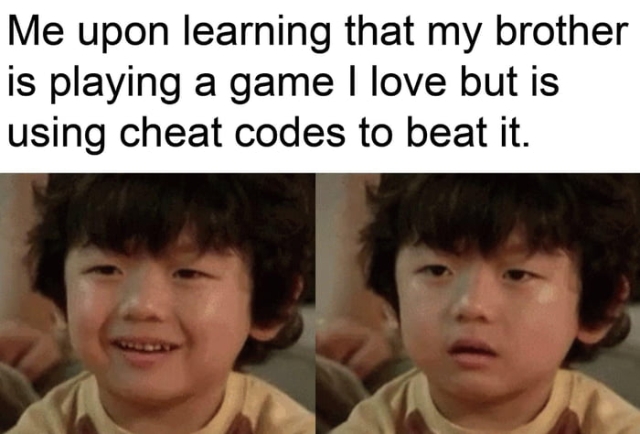 Me upon learning that my brother
is playing a game I love but is
using cheat codes to beat it.